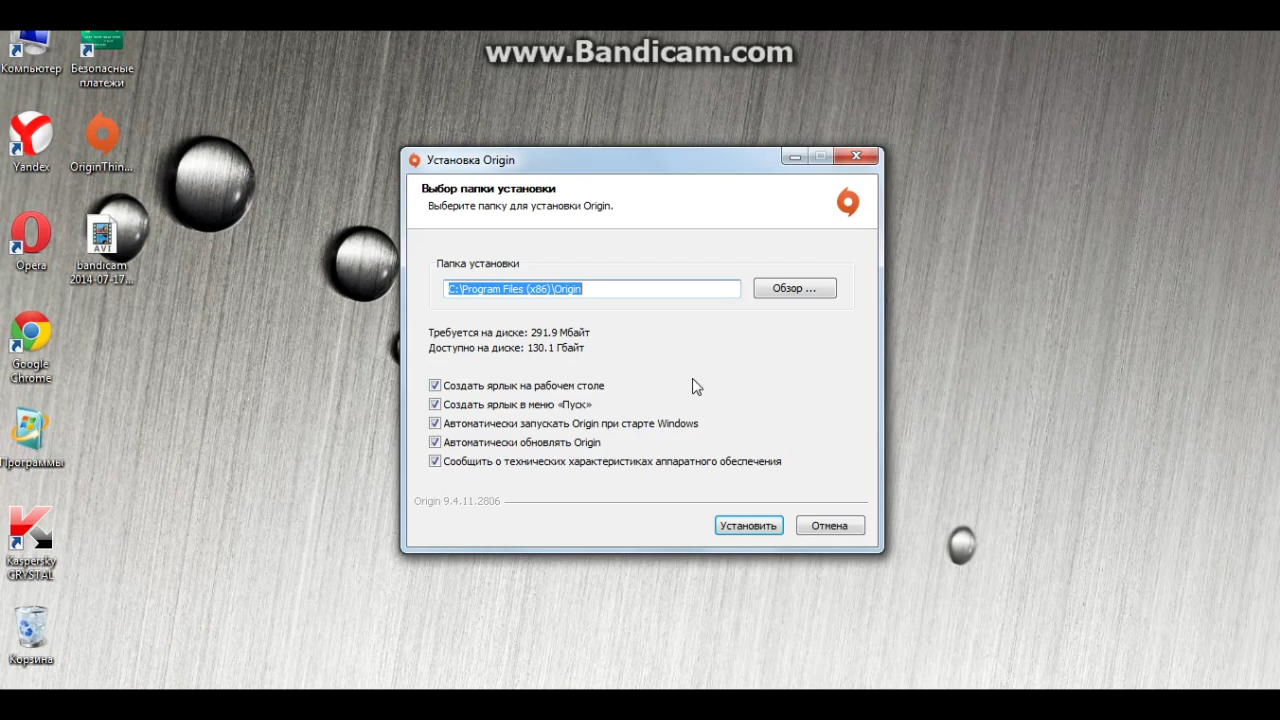 www.Bandicam.com
Компьютер
Безопасные
платежи
Yandex
OriginThin...
Opera
AVI
bandicam
2014-07-17...
Google
Chrome
Программы
Kaspersky
CRYSTAL
Корзина
Установка Origin
Выбор папки установки
Выберите папку для установки Origin.
Папка установки
C:\Program Files (x86)\Origin
Обзор ...
Требуется на диске: 291.9 Мбайт
Доступно на диске: 130.1 Гбайт
Создать ярлык на рабочем столе
Создать ярлык в меню «Пуск»
Автоматически запускать Origin при старте Windows
Автоматически обновлять Origin
Сообщить о технических характеристиках аппаратного обеспечения
Origin 9.4.11.2806
Установить
Отмена